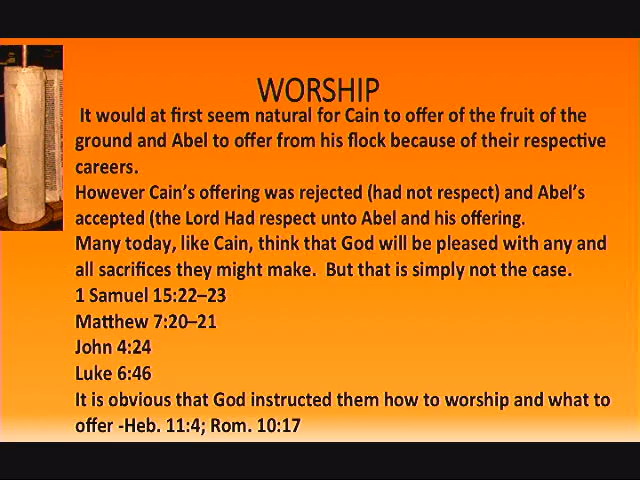 WORSHIP
It would at first seem natural for Cain to offer of the fruit of the
ground and Abel to offer from his flock because of their respective
careers.
However Cain's offering was rejected (had not respect) and Abel's
accepted (the Lord Had respect unto Abel and his offering.
Many today, like Cain, think that God will be pleased with any and
all sacrifices they might make.  But that is simply not the case.
1 Samuel 15:22–23
Matthew 7:20–21
John 4:24
Luke 6:46
It is obvious that God instructed them how to worship and what to
offer -Heb. 11:4; Rom. 10:17